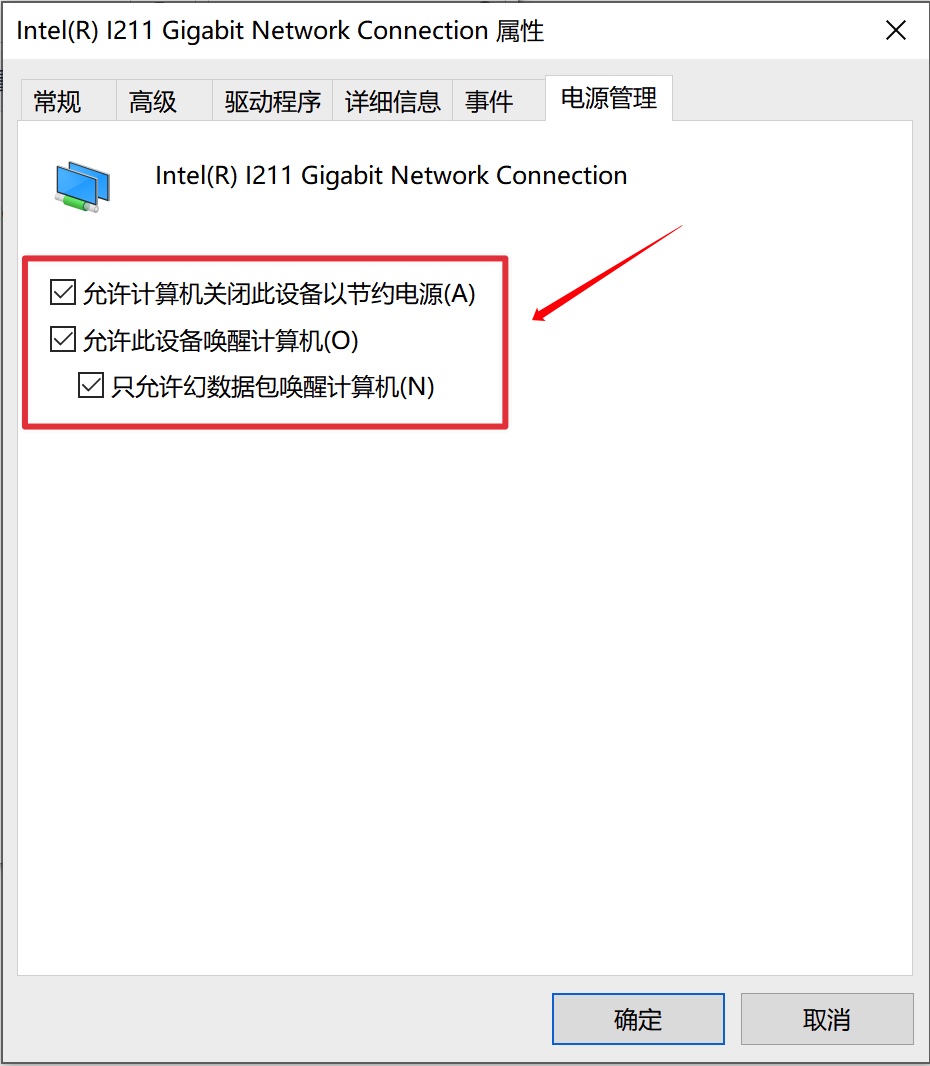 Intel(R) I211 Gigabit Network Connection 属性
常规 高级 驱动程序 详细信息 事件 电源管理
Intel(R) I211 Gigabit Network Connection
允许计算机关闭此设备以节约电源(A)
允许此设备唤醒计算机(O)
只允许幻数据包唤醒计算机(N)
确定 取消